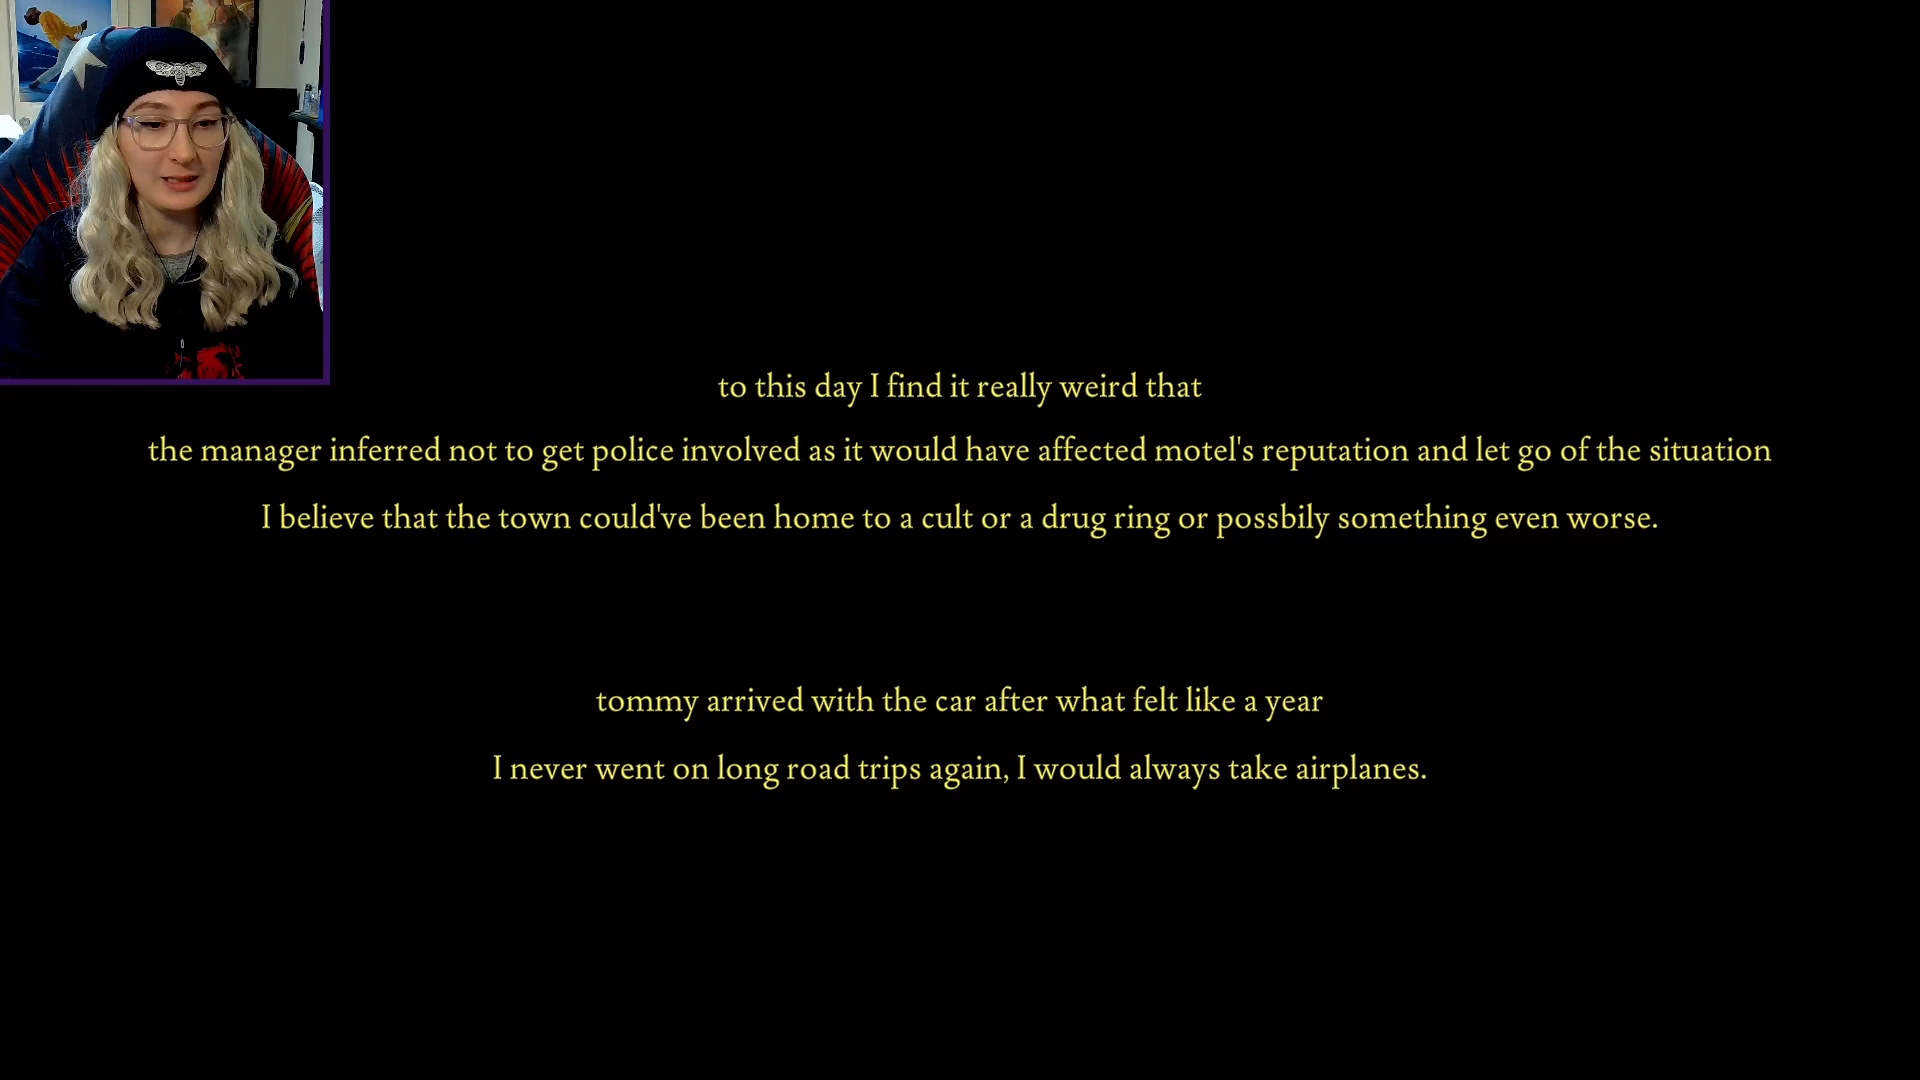 to this day I find it really weird that
the manager inferred not to get police involved as it would have affected motel's reputation and let go of the situation
I believe that the town could've been home to a cult or a drug ring or possbily something even worse.
tommy arrived with the car after what felt like a year
I never went on long road trips again, I would always take airplanes.